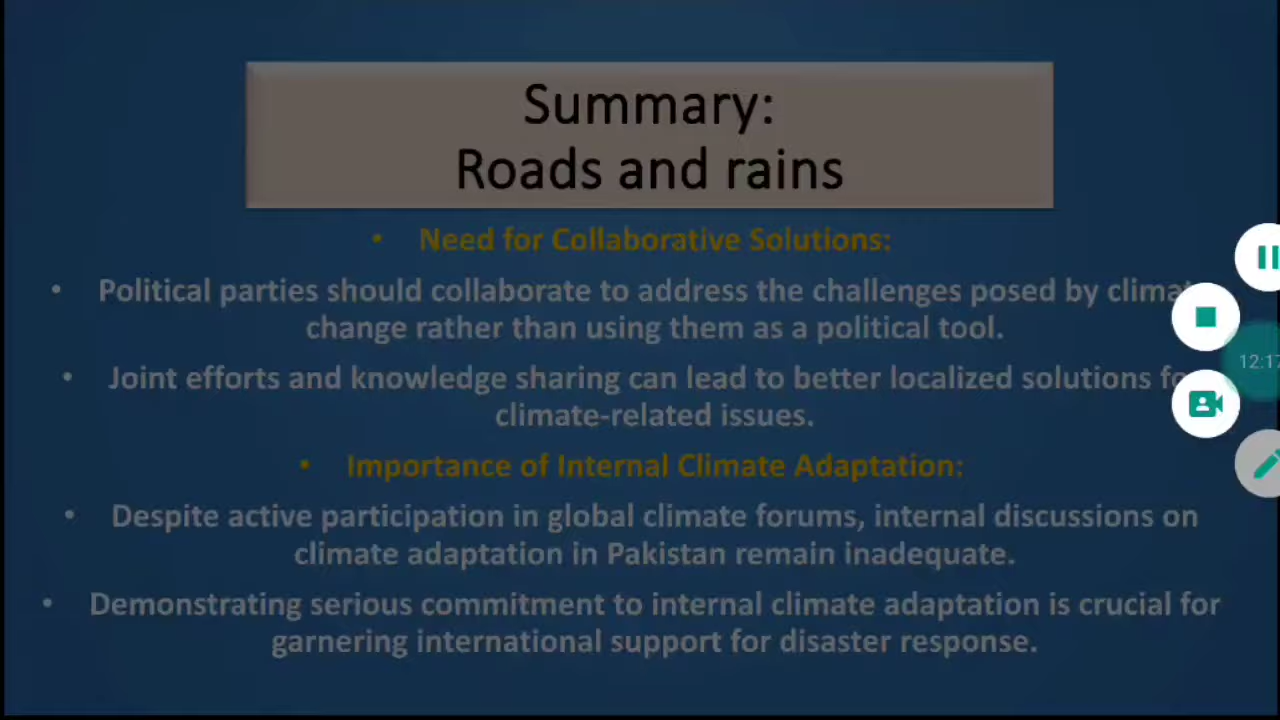 Summary:
Roads and rains
• Need for Collaborative Solutions:
• Political parties should collaborate to address the challenges posed by
change rather than using them as a political tool.
• Joint efforts and knowledge sharing can lead to better localized solutions
climate-related issues.
• Importance of Internal Climate Adaptation:
• Despite active participation in global climate forums, internal discussions on
climate adaptation in Pakistan remain inadequate.
• Demonstrating serious commitment to internal climate adaptation is crucial for
garnering international support for disaster response.
12:17